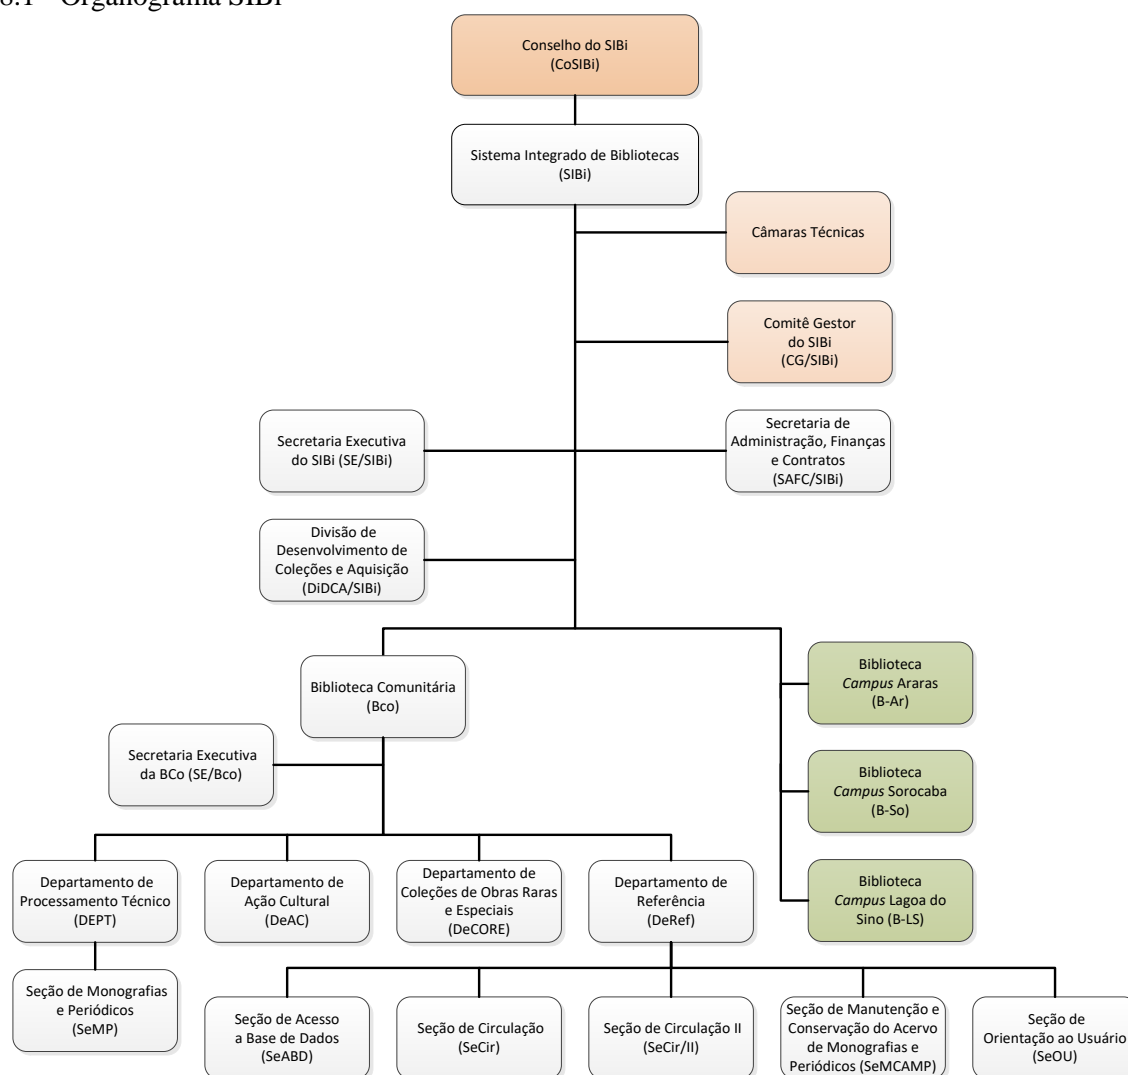 8.1 - Organograma SIBi
Conselho do SIBi
(CoSIBi)
Sistema Integrado de Bibliotecas
(SIBi)
Câmaras Técnicas
Comitê Gestor
do SIBi
(CG/SIBi)
Secretaria Executiva
do SIBi (SE/SIBi)
Secretaria de
Administração, Finanças
e Contratos
(SAFC/SIBi)
Divisão de
Desenvolvimento de
Coleções e Aquisição
(DiDCA/SIBi)
Biblioteca Comunitária
(Bco)
Biblioteca
Campus Araras
(B-Ar)
Secretaria Executiva
da BCo (SE/Bco)
Biblioteca
Campus Sorocaba
(B-So)
Biblioteca
Campus Lagoa do
Sino (B-LS)
Departamento de
Processamento Técnico
(DEPT)
Departamento de
Ação Cultural
(DeAC)
Departamento de
Coleções de Obras Raras
e Especiais
(DeCORE)
Departamento de
Referência
(DeRef)
Seção de Monografias
e Periódicos
(SeMP)
Seção de Acesso
a Base de Dados
(SeABD)
Seção de Circulação
(SeCir)
Seção de Circulação II
(SeCir/II)
Seção de Manutenção e
Conservação do Acervo
de Monografias e
Periódicos (SeMCAMP)
Seção de
Orientação ao Usuário
(SeOU)